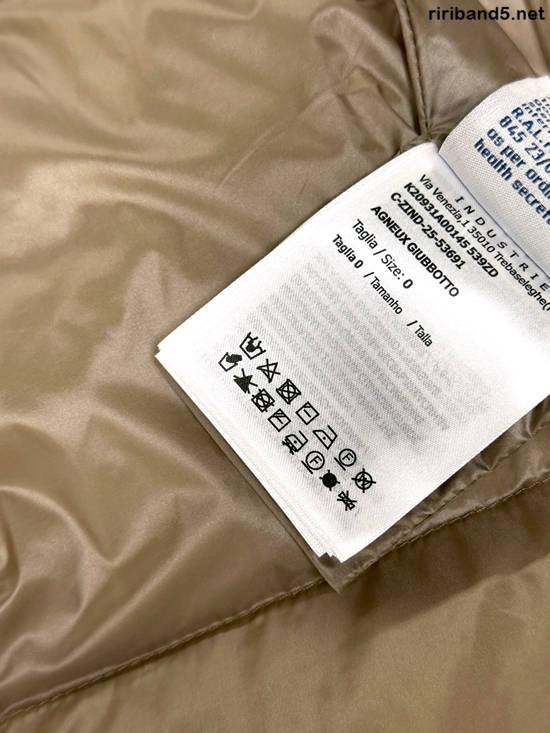 ririband5.net
R.A.L.
845 23/
as per ord
health secre
INDUSTRIE
Via Venezia,1 35010 Trebaseleghe(
K20931A00145 539ZD
C-ZIND-25-53691
AGNEUX GIUBBOTTO
Taglia / Size: 0
Taglia 0 / Tamanho / Talla
F
F